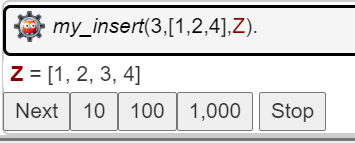 my_insert(3,[1,2,4],Z).
Z = [1, 2, 3, 4]
Next 10 100 1,000 Stop